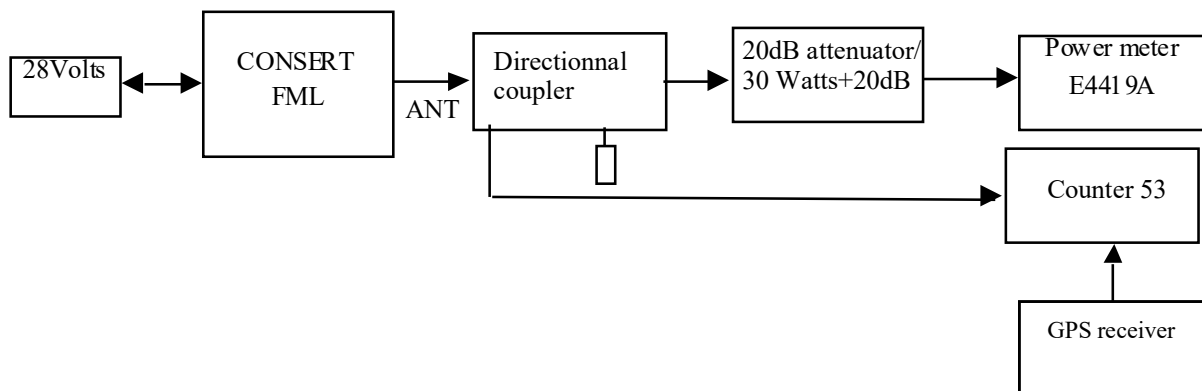 28Volts
CONSERT
FML
ANT
Directionnal
coupler
20dB attenuator/
30 Watts+20dB
Power meter
E4419A
Counter 53
GPS receiver